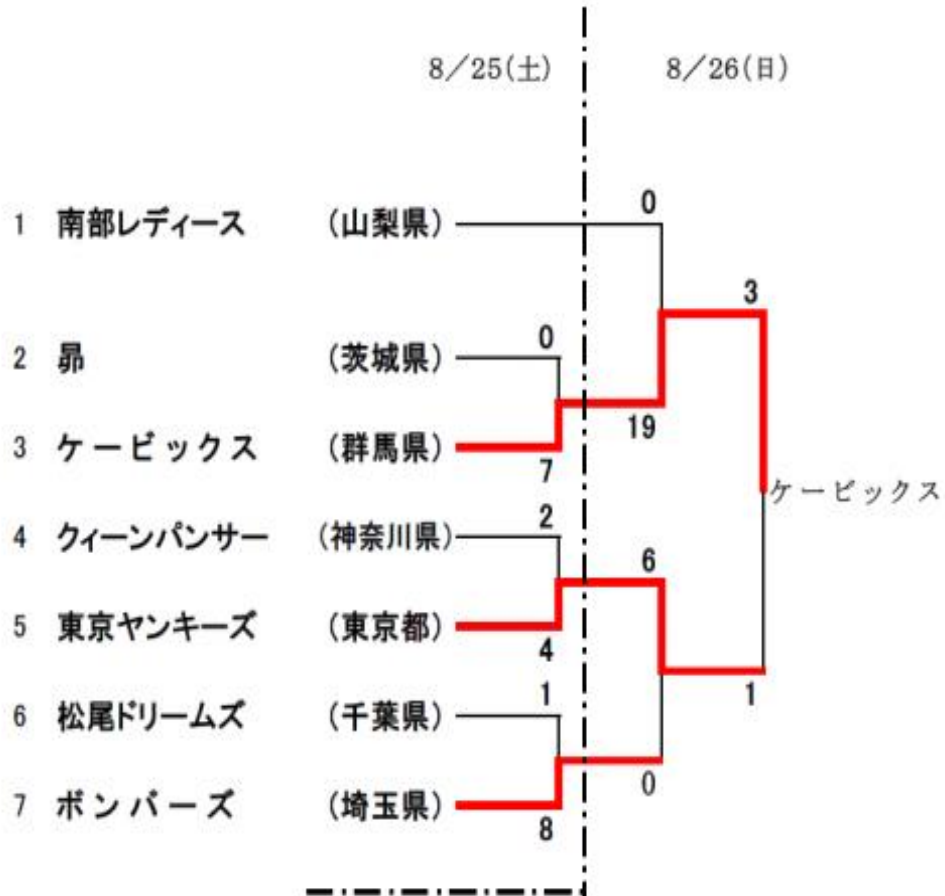 8/25(土) 8/26(日)
0
1 南部レディース (山梨県)
3
0
2 昴 (茨城県)
19
3 ケービックス (群馬県)
7
ケービックス
2
4 クィーンパンサー (神奈川県)
6
5 東京ヤンキーズ (東京都)
4
1
1
6 松尾ドリームズ (千葉県)
0
7 ボンバーズ (埼玉県)
8